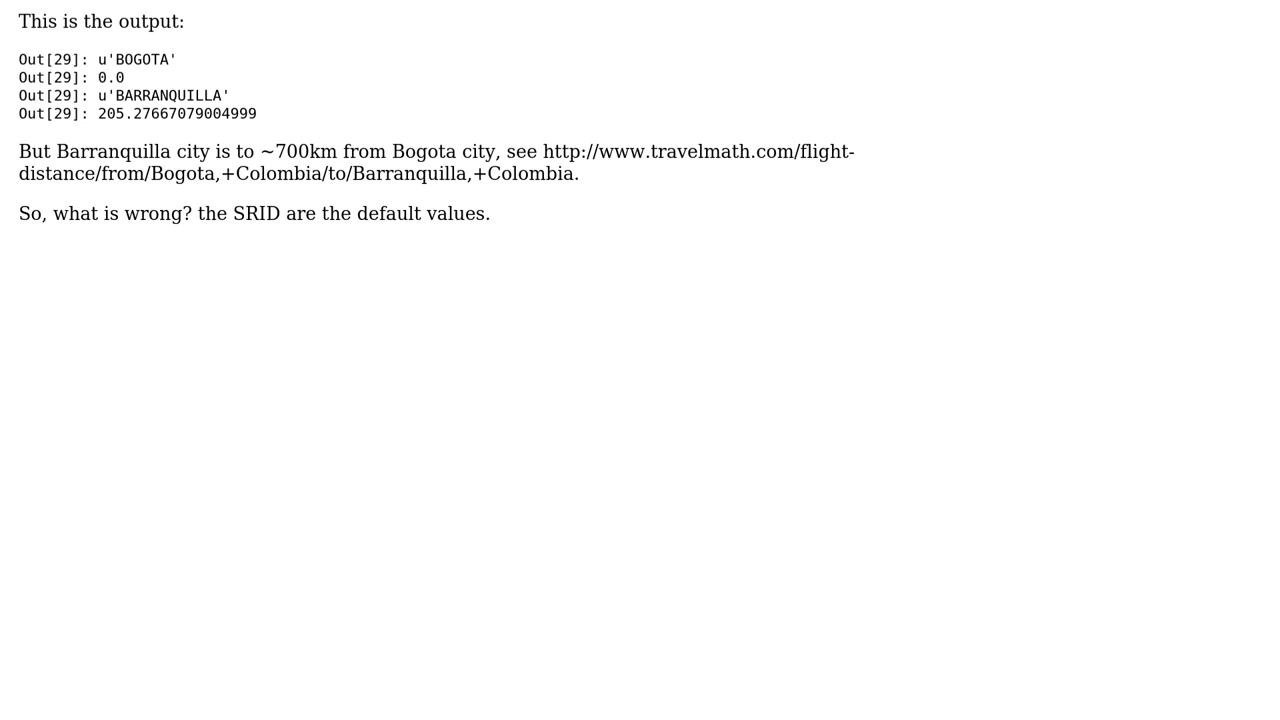 This is the output:
Out[29]: u'BOGOTA'
Out[29]: 0.0
Out[29]: u'BARRANQUILLA'
Out[29]: 205.27667079004999
But Barranquilla city is to ~700km from Bogota city, see http://www.travelmath.com/flight-
distance/from/Bogota,+Colombia/to/Barranquilla,+Colombia.
So, what is wrong? the SRID are the default values.